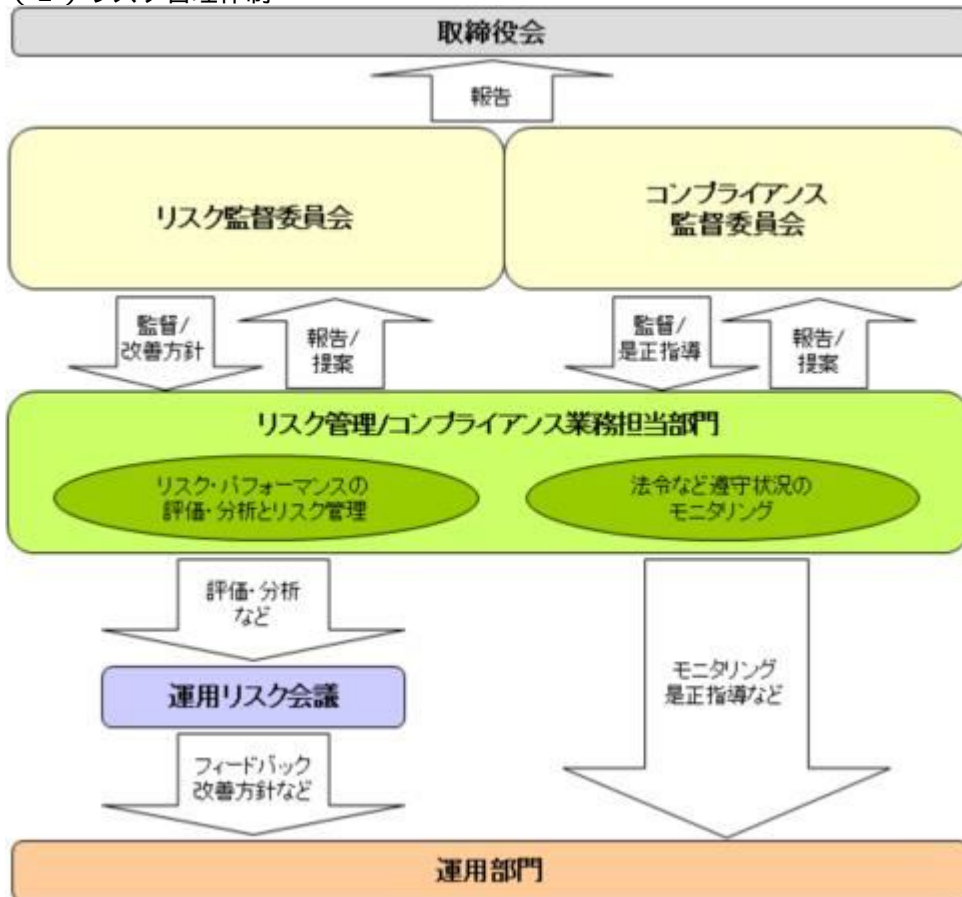 取締役会
報告
リスク監督委員会
コンプライアンス
監督委員会
監督/
改善方針
報告/
提案
監督/
是正指導
報告/
提案
リスク管理/コンプライアンス業務担当部門
リスク・パフォーマンスの
評価・分析とリスク管理
法令など遵守状況の
モニタリング
評価・分析
など
運用リスク会議
モニタリング
是正指導など
フィードバック
改善方針など
運用部門